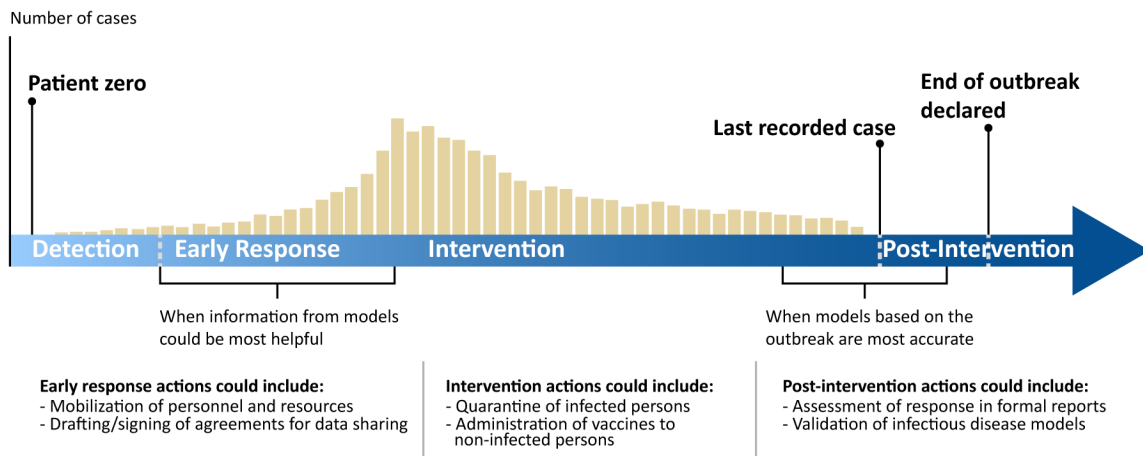 Number of cases
Patient zero
End of outbreak
declared
Last recorded case
Detection
Early Response
Intervention
Post-Intervention
When information from models
could be most helpful
When models based on the
outbreak are most accurate
Early response actions could include:
- Mobilization of personnel and resources
- Drafting/signing of agreements for data sharing
Intervention actions could include:
- Quarantine of infected persons
- Administration of vaccines to
non-infected persons
Post-intervention actions could include:
- Assessment of response in formal reports
- Validation of infectious disease models